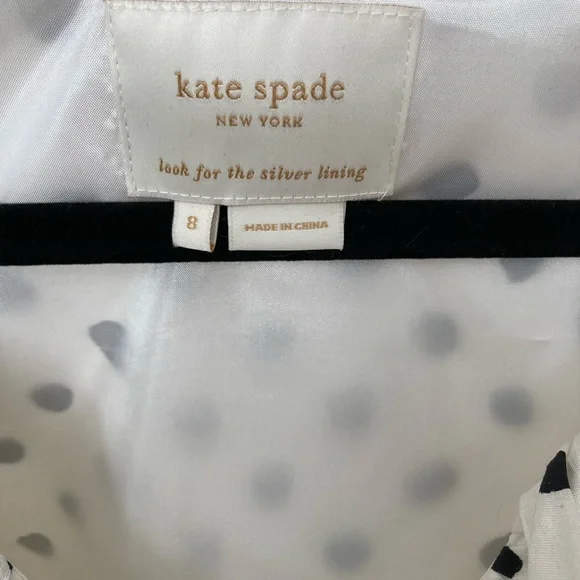 kate spade
NEW YORK
look for the silver lining
8
MADE IN CHINA